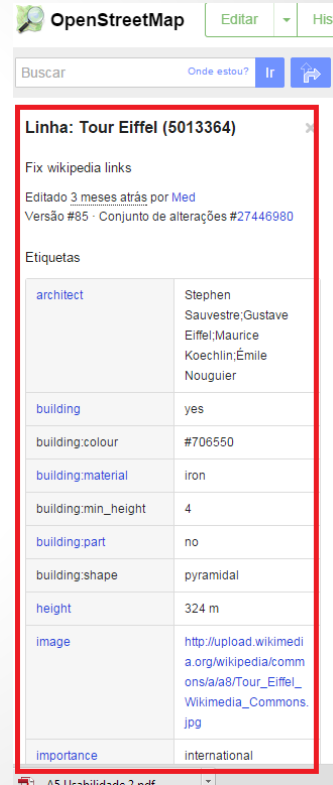 OpenStreetMap
Editar
His
Buscar
Onde estou?
Ir
Linha: Tour Eiffel (5013364)
×
Fix wikipedia links
Editado 3 meses atrás por Med
Versão #85 · Conjunto de alterações #27446980
Etiquetas
architect
Stephen
Sauvestre;Gustave
Eiffel;Maurice
Koechlin;Émile
Nouguier
building
yes
building:colour
#706550
building:material
iron
building:min_height
4
building:part
no
building:shape
pyramidal
height
324 m
image
http://upload.wikimedi
a.org/wikipedia/comm
ons/a/a8/Tour_Eiffel_
Wikimedia_Commons.
jpg
importance
international
A5 Usabilidade 2.pdf